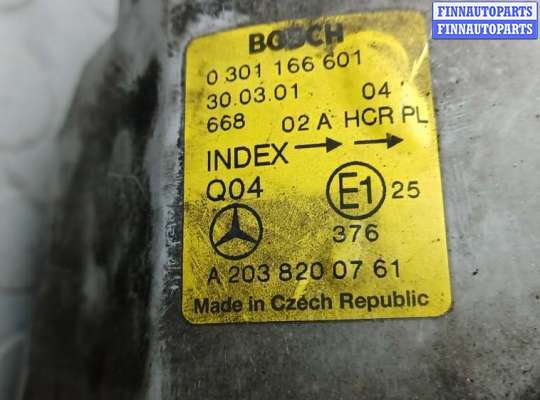 FINNAUTOPARTS
FINNAUTOPARTS
BOSCH
0 301 166 601
30.03.01 04
668 02 A HCR PL
INDEX
Q04 E1 25
376
A 203 820 07 61
Made in Czech Republic